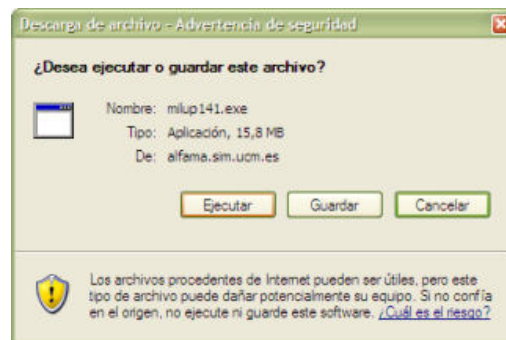 Descarga de archivo - Advertencia de seguridad
¿Desea ejecutar o guardar este archivo?
Nombre: milup141.exe
Tipo: Aplicación, 15,8 MB
De: alfama.sim.ucm.es
Ejecutar Guardar Cancelar
Los archivos procedentes de Internet pueden ser útiles, pero este
tipo de archivo puede dañar potencialmente su equipo. Si no confía
en el origen, no ejecute ni guarde este software. ¿Cuál es el riesgo?